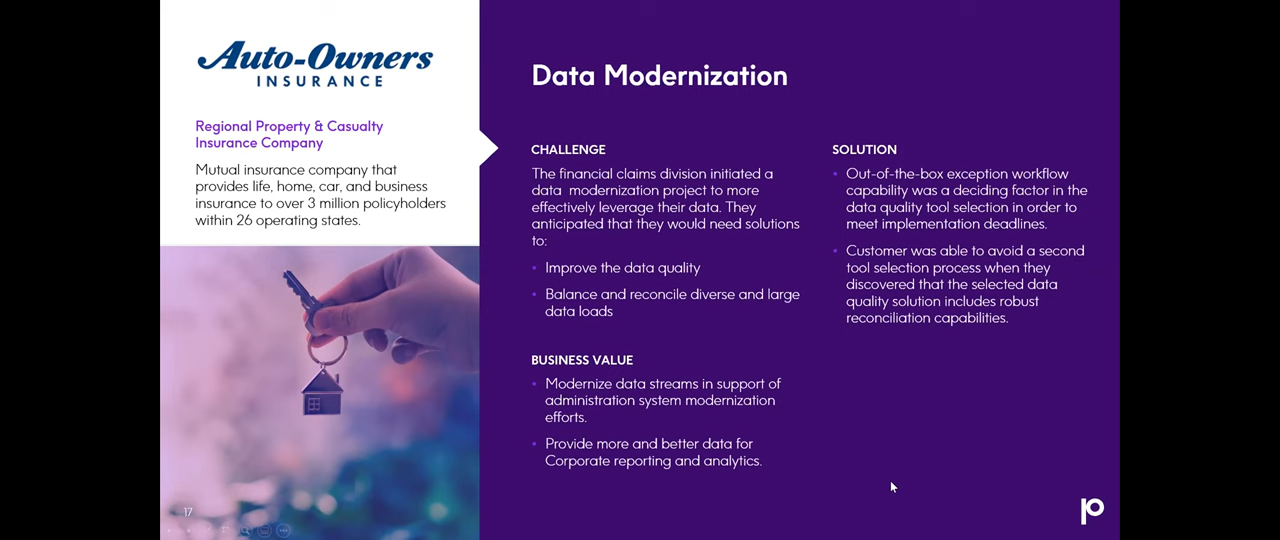 Auto-Owners
INSURANCE
Regional Property & Casualty
Insurance Company
Mutual insurance company that
provides life, home, car, and business
insurance to over 3 million policyholders
within 26 operating states.
17
Data Modernization
CHALLENGE
The financial claims division initiated a
data  modernization project to more
effectively leverage their data. They
anticipated that they would need solutions
to:
• Improve the data quality
• Balance and reconcile diverse and large
data loads
BUSINESS VALUE
• Modernize data streams in support of
administration system modernization
efforts.
• Provide more and better data for
Corporate reporting and analytics.
SOLUTION
• Out-of-the-box exception workflow
capability was a deciding factor in the
data quality tool selection in order to
meet implementation deadlines.
• Customer was able to avoid a second
tool selection process when they
discovered that the selected data
quality solution includes robust
reconciliation capabilities.